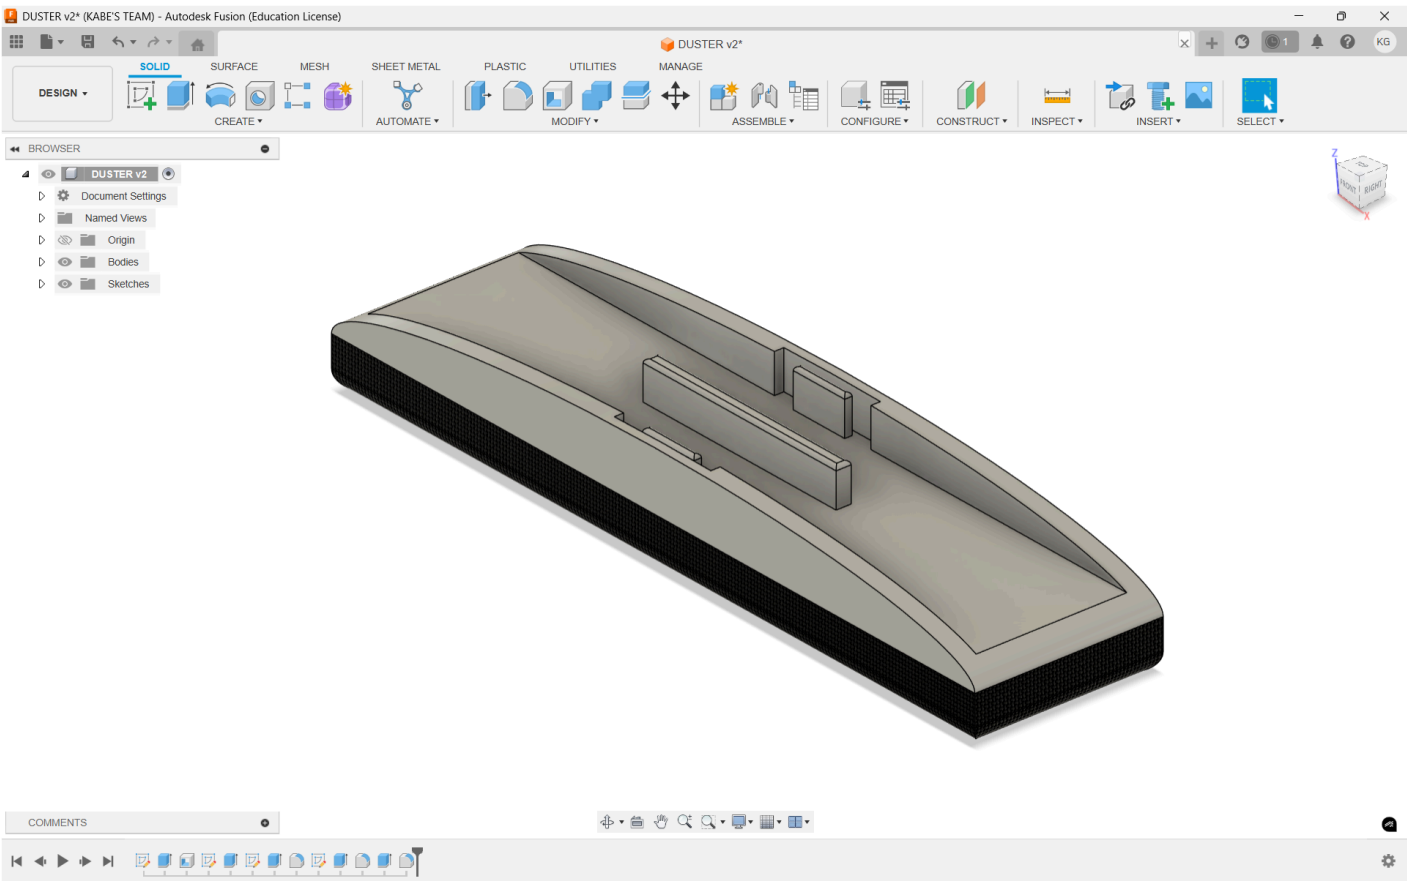 DUSTER v2* (KABE'S TEAM) - Autodesk Fusion (Education License)
DUSTER v2*
1
KG
SOLID SURFACE MESH SHEET METAL PLASTIC UTILITIES MANAGE
DESIGN
CREATE AUTOMATE MODIFY ASSEMBLE CONFIGURE CONSTRUCT INSPECT INSERT SELECT
BROWSER
DUSTER v2
Document Settings
Named Views
Origin
Bodies
Sketches
Z
FRONT RIGHT
X
COMMENTS